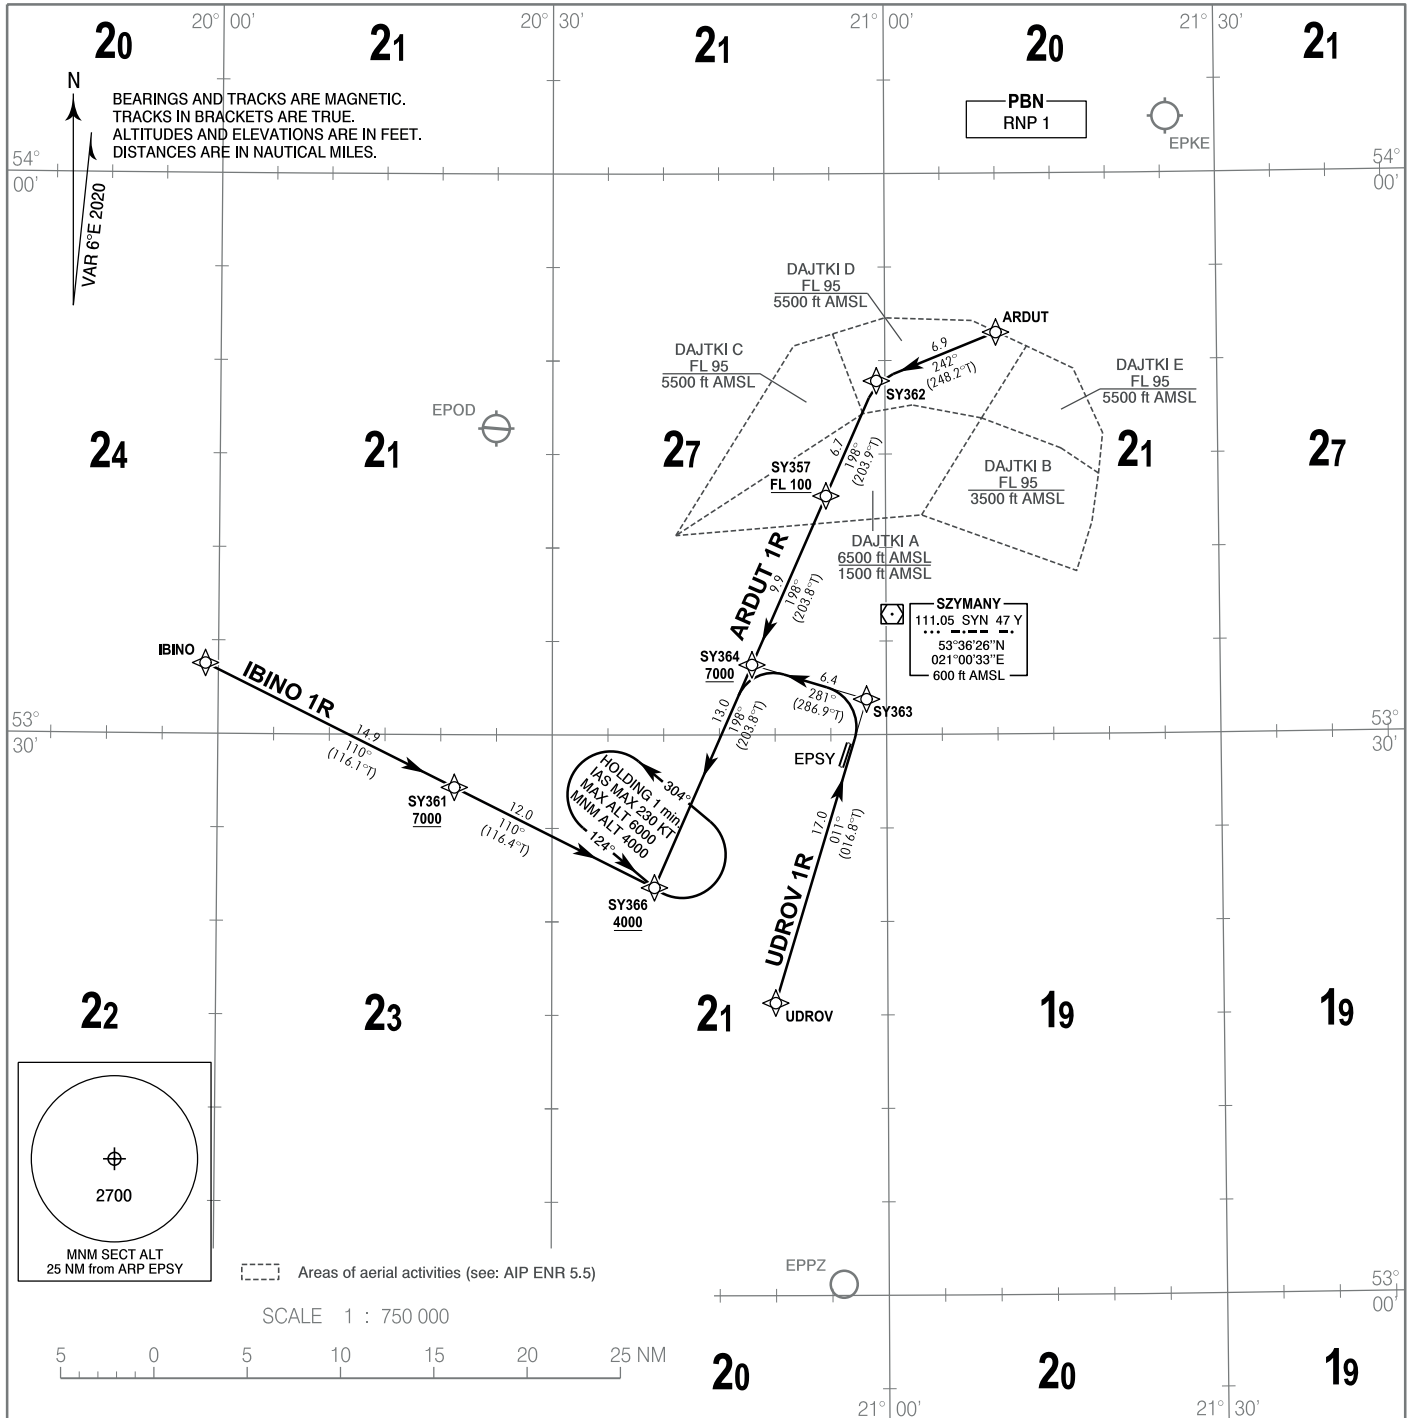 20° 00'
20° 30'
21° 00'
21° 30'
20
21
21
20
21
N
BEARINGS AND TRACKS ARE MAGNETIC.
TRACKS IN BRACKETS ARE TRUE.
ALTITUDES AND ELEVATIONS ARE IN FEET.
DISTANCES ARE IN NAUTICAL MILES.
VAR 6°E 2020
PBN
RNP 1
EPKE
54°
00'
54°
00'
DAJTKI D
FL 95
5500 ft AMSL
ARDUT
6.9
242°
(248.2°T)
DAJTKI C
FL 95
5500 ft AMSL
DAJTKI E
FL 95
5500 ft AMSL
SY362
EPOD
24
21
27
21
27
6.7
198°
(203.9°T)
SY357
FL 100
DAJTKI B
FL 95
3500 ft AMSL
DAJTKI A
6500 ft AMSL
1500 ft AMSL
ARDUT 1R
9.9
198°
(203.8°T)
SZYMANY
111.05 SYN 47 Y
53°36'26''N
021°00'33''E
600 ft AMSL
IBINO
SY364
7000
6.4
281°
(286.9°T)
SY363
IBINO 1R
13.0
198°
(203.8°T)
53°
30'
53°
30'
14.9
110°
(116.1°T)
EPSY
HOLDING 1 min.
IAS MAX 230 KT
MAX ALT 6000
MNM ALT 4000
304°
124°
SY361
7000
12.0
110°
(116.4°T)
17.0
011°
(016.8°T)
UDROV 1R
SY366
4000
22
23
21
UDROV
19
19
2700
MNM SECT ALT
25 NM from ARP EPSY
Areas of aerial activities (see: AIP ENR 5.5)
EPPZ
53°
00'
SCALE 1 : 750 000
5
0
5
10
15
20
25 NM
20
20
19
21° 00'
21° 30'